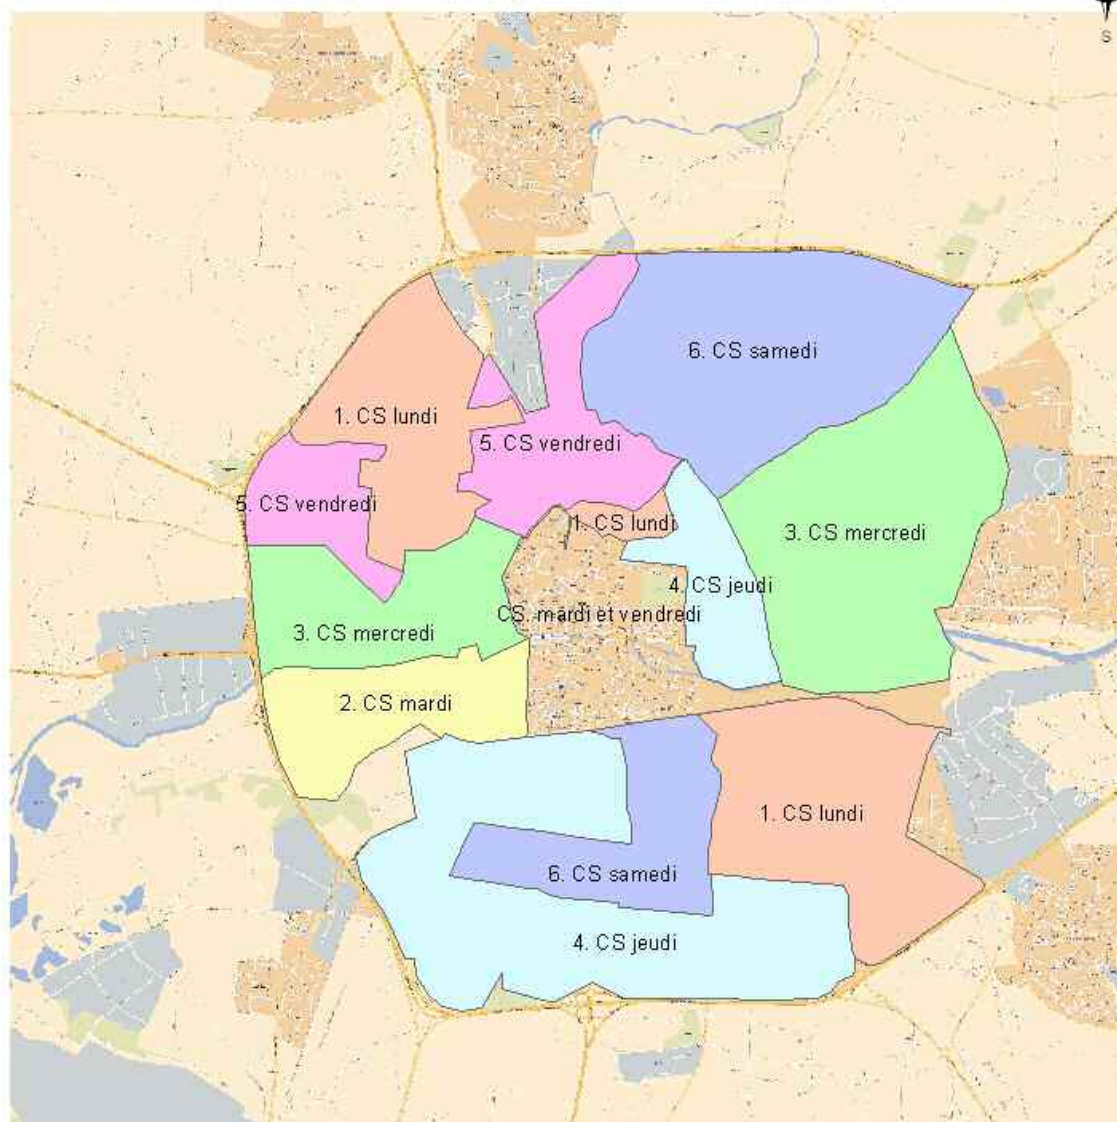 S
6. CS samedi
1. CS lundi
5. CS vendredi
5. CS vendredi
1. CS lundi
3. CS mercredi
4. CS jeudi
CS. mardi et vendredi
3. CS mercredi
2. CS mardi
1. CS lundi
6. CS samedi
4. CS jeudi